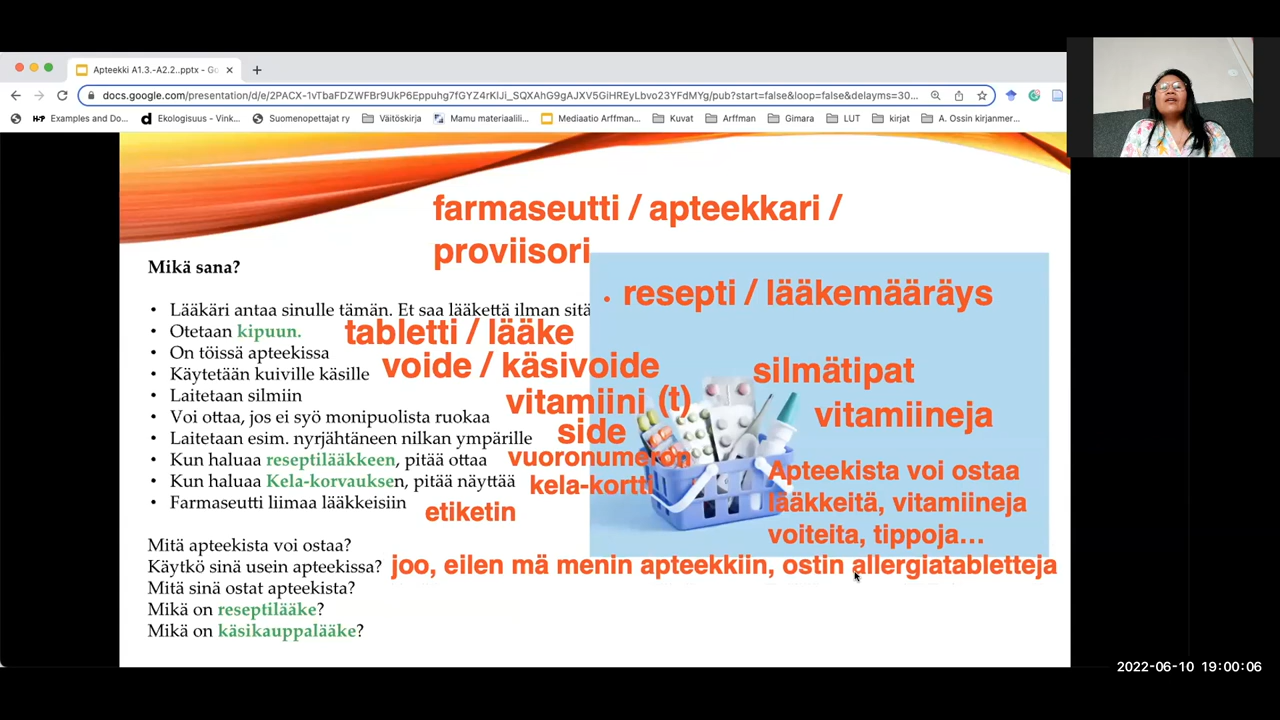 Apteekki A1.3.-A2.2..pptx - Go
docs.google.com/presentation/d/e/2PACX-1vTbaFDZWFBr9UkP6Eppuhg7fGYZ4rKIJi_SQXAhG9gAJXV5GiHREyLbvo23YFdMYg/pub?start=false&loop=false&delayms=30...
Examples and Do... Ekologisuus - Vink... Suomenopettajat ry Väitöskirja Mamu materiaalili... Mediaatio Arffman... Kuvat Arffman Gimara LUT kirjat A. Ossin kirjanmer...
farmaseutti / apteekkari /
proviisori
Mikä sana?
• resepti / lääkemääräys
• Lääkäri antaa sinulle tämän. Et saa lääkettä ilman sitä
• Otetaan kipuun. tabletti / lääke
• On töissä apteekissa
• Käytetään kuiville käsille voide / käsivoide
• Laitetaan silmiin silmätipat
• Voi ottaa, jos ei syö monipuolista ruokaa vitamiini (t) vitamiineja
• Laitetaan esim. nyrjähtäneen nilkan ympärille side
• Kun haluaa reseptilääkkeen, pitää ottaa vuoronumeron
• Kun haluaa Kela-korvauksen, pitää näyttää kela-kortti
• Farmaseutti liimaa lääkkeisiin etiketin
Apteekista voi ostaa
lääkkeitä, vitamiineja
voiteita, tippoja...
Mitä apteekista voi ostaa?
Käytkö sinä usein apteekissa? joo, eilen mä menin apteekkiin, ostin allergiatabletteja
Mitä sinä ostat apteekista?
Mikä on reseptilääke?
Mikä on käsikauppalääke?
2022-06-10 19:00:06